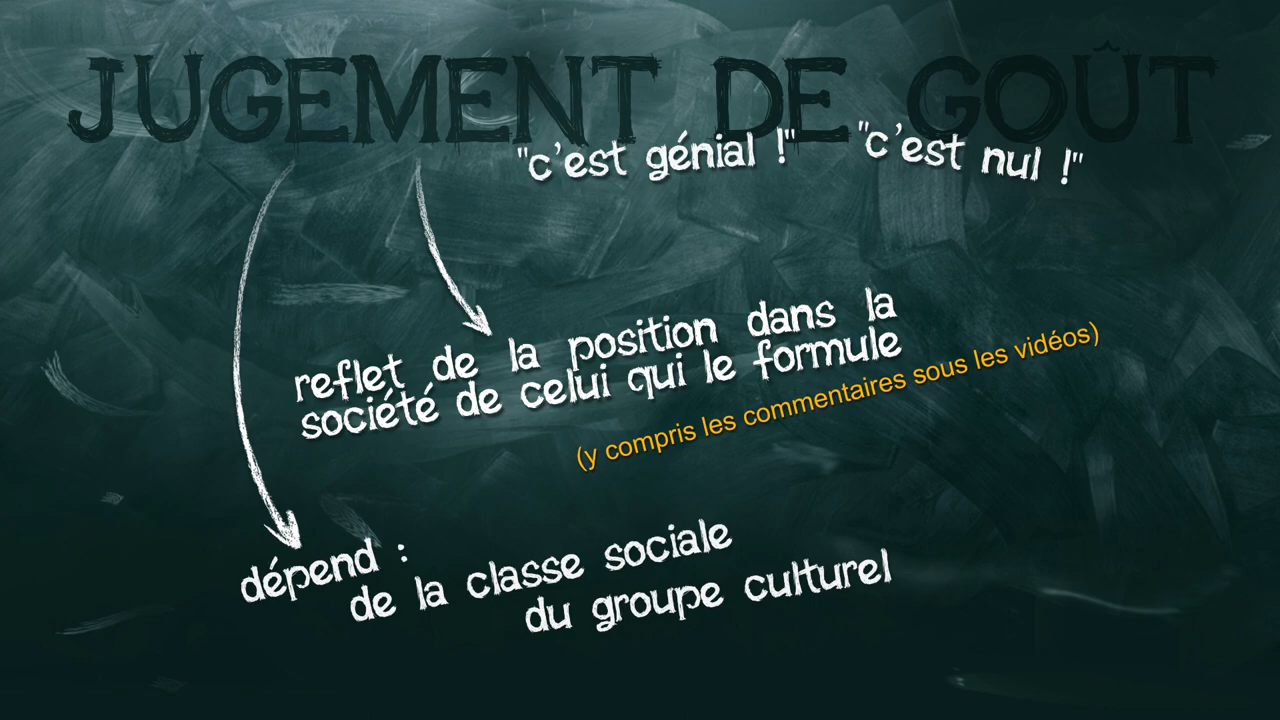 JUGEMENT DE GOÛT
"c'est génial !" "c'est nul !"
reflet de la position dans la
société de celui qui le formule
(y compris les commentaires sous les vidéos)
dépend :
de la classe sociale
du groupe culturel